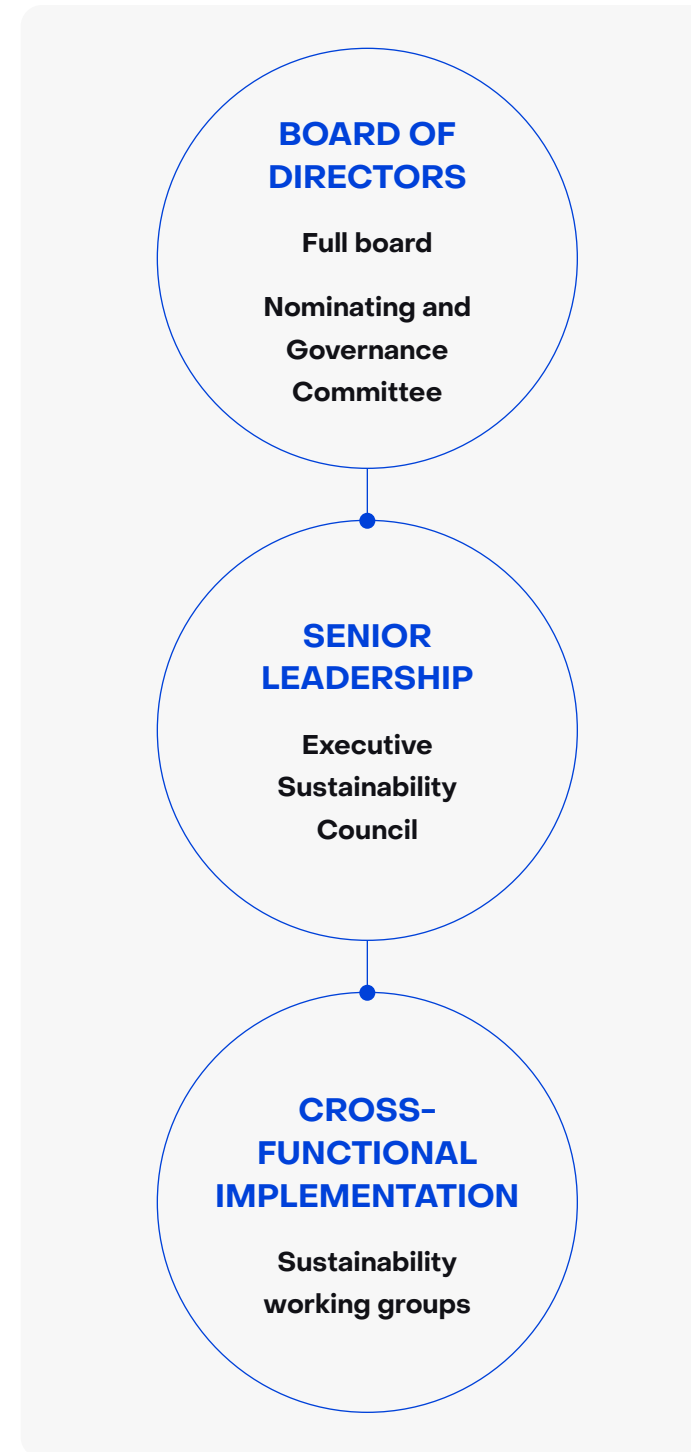 BOARD OF
DIRECTORS
Full board
Nominating and
Governance
Committee
SENIOR
LEADERSHIP
Executive
Sustainability
Council
CROSS-
FUNCTIONAL
IMPLEMENTATION
Sustainability
working groups